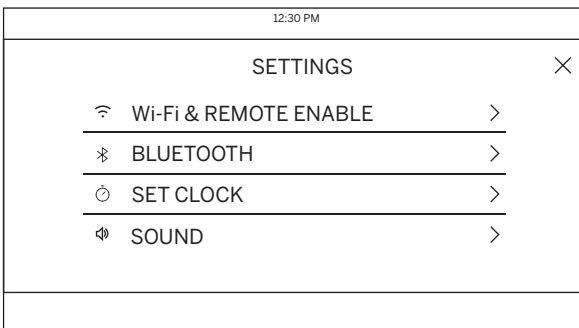 12:30 PM
SETTINGS
Wi-Fi & REMOTE ENABLE
BLUETOOTH
SET CLOCK
SOUND